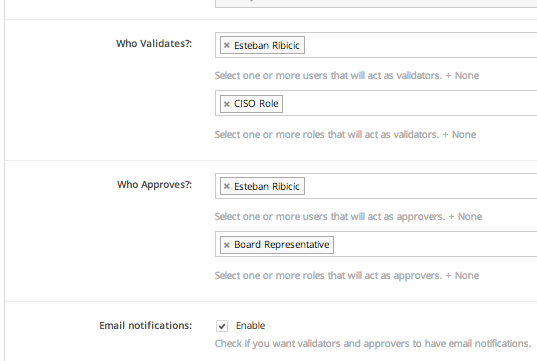 Who Validates?:
× Esteban Ribicic
Select one or more users that will act as validators. + None
× CISO Role
Select one or more roles that will act as validators. + None
Who Approves?:
× Esteban Ribicic
Select one or more users that will act as approvers. + None
× Board Representative
Select one or more roles that will act as approvers. + None
Email notifications:
Enable
Check if you want validators and approvers to have email notifications.